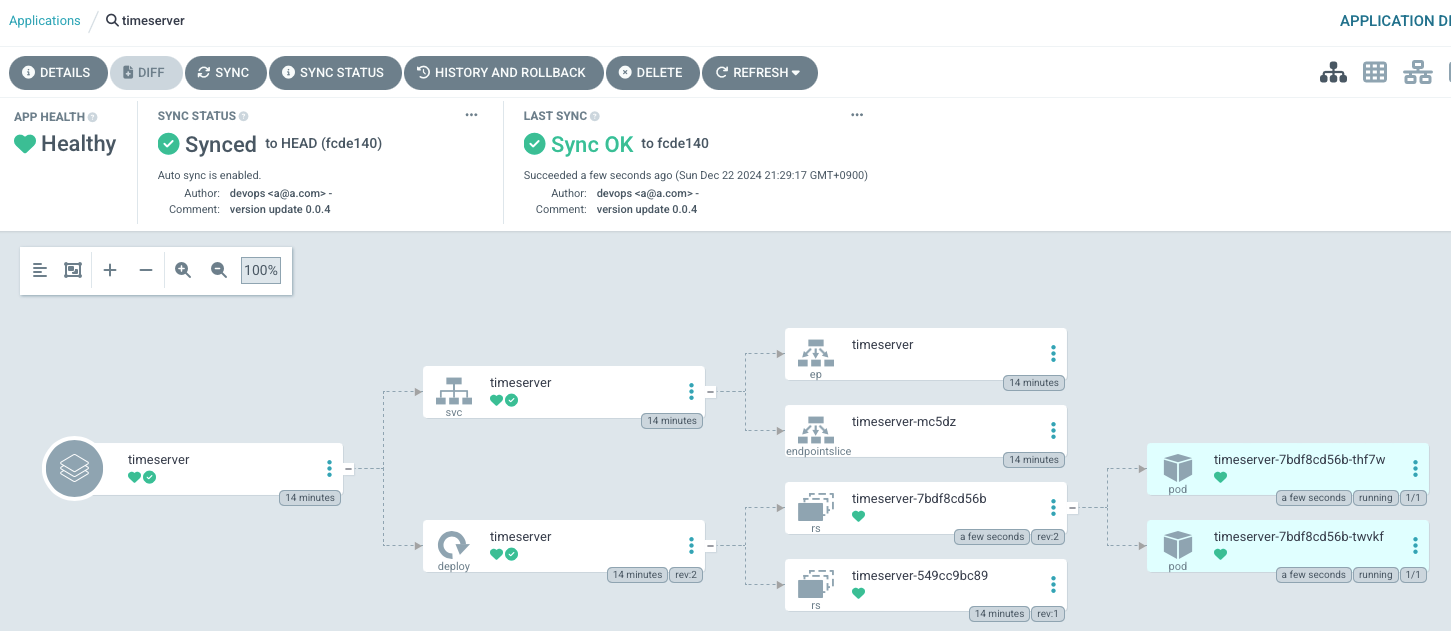 Applications / timeserver
APPLICATION DE
DETAILS
DIFF
SYNC
SYNC STATUS
HISTORY AND ROLLBACK
DELETE
REFRESH
APP HEALTH
Healthy
SYNC STATUS
Synced to HEAD (fcde140)
Auto sync is enabled.
Author: devops <a@a.com> -
Comment: version update 0.0.4
LAST SYNC
Sync OK to fcde140
Succeeded a few seconds ago (Sun Dec 22 2024 21:29:17 GMT+0900)
Author: devops <a@a.com> -
Comment: version update 0.0.4
100%
timeserver
14 minutes
timeserver
svc
14 minutes
timeserver
deploy
14 minutes rev:2
timeserver
ep
14 minutes
timeserver-mc5dz
endpointslice
14 minutes
timeserver-7bdf8cd56b
rs
a few seconds rev:2
timeserver-549cc9bc89
rs
14 minutes rev:1
timeserver-7bdf8cd56b-thf7w
pod
a few seconds running 1/1
timeserver-7bdf8cd56b-twvkf
pod
a few seconds running 1/1